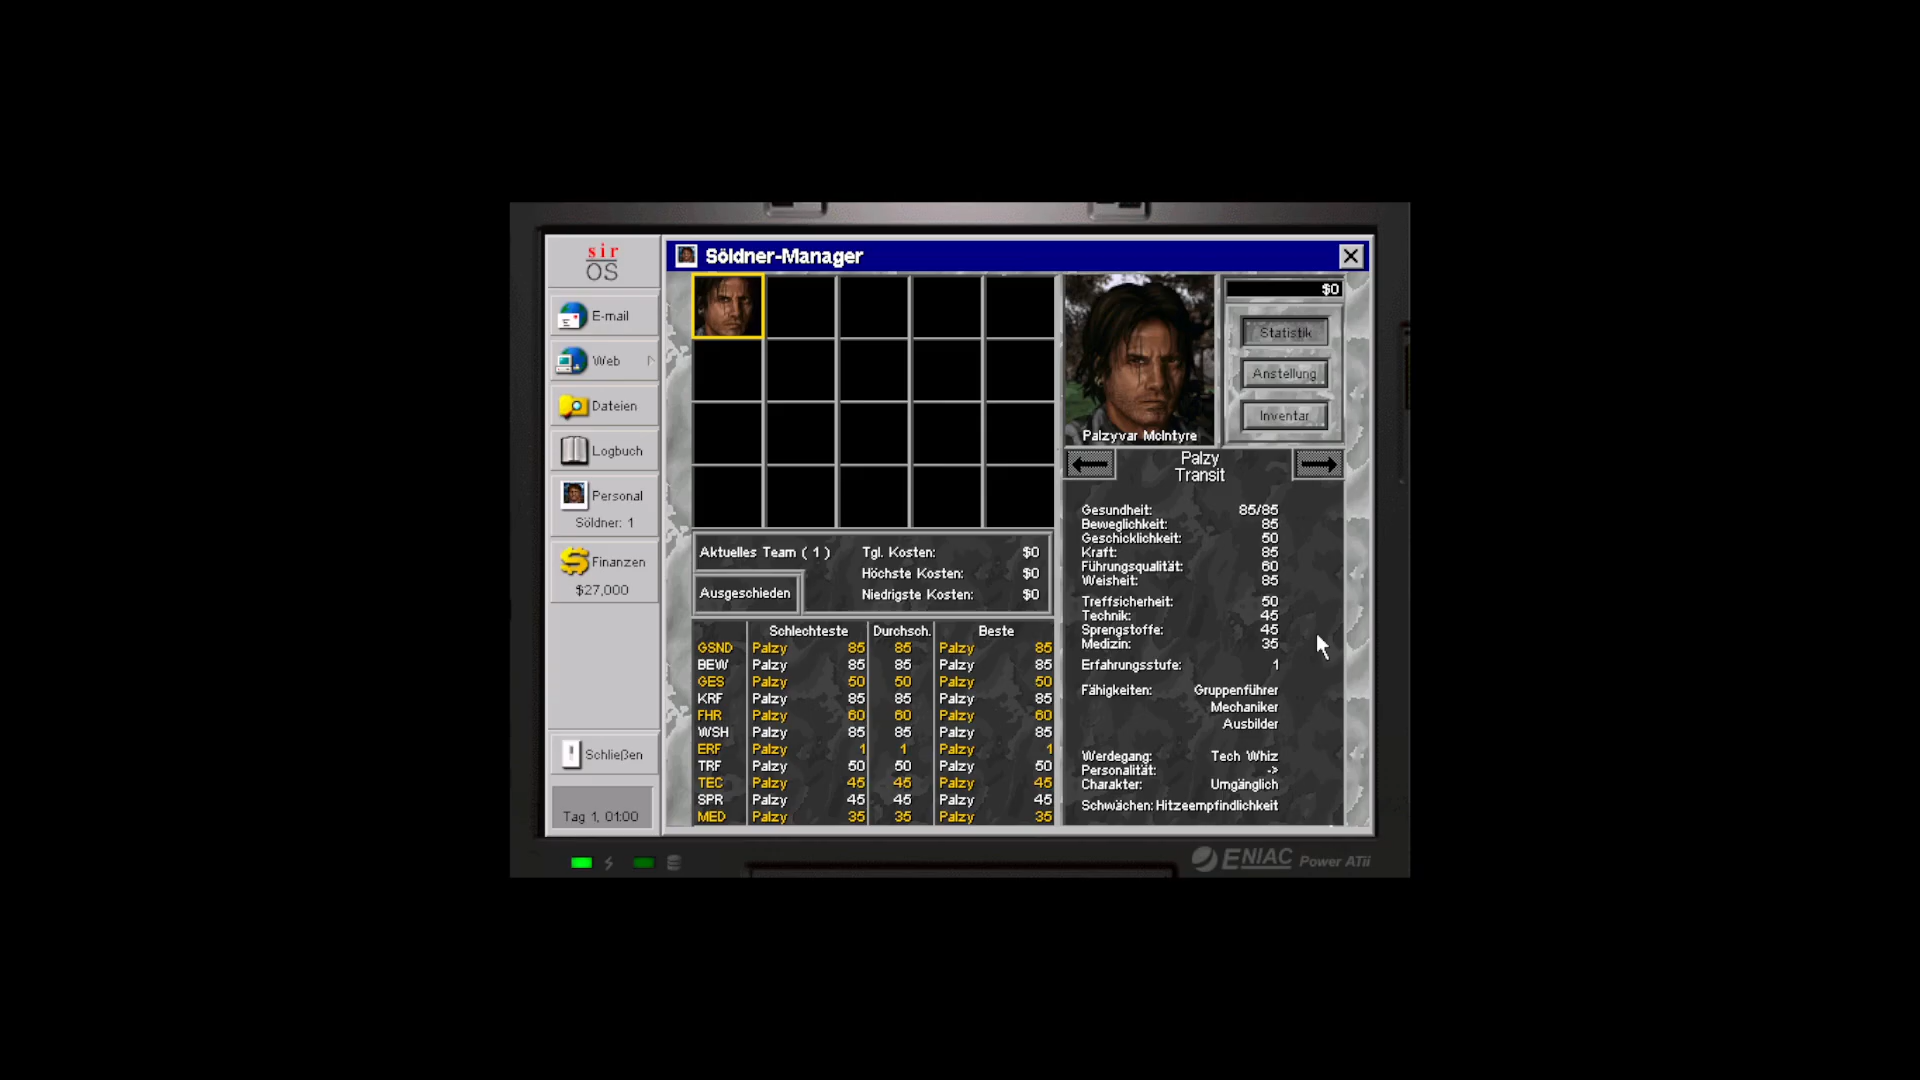 sir
OS
E-mail
Web
Dateien
Logbuch
Personal
Söldner: 1
Finanzen
$27,000
Schließen
Tag 1, 01:00
Söldner-Manager
Palzyvar McIntyre
$0
Statistik
Anstellung
Inventar
Palzy
Transit
Aktuelles Team ( 1 )
Ausgeschieden
Tgl. Kosten: $0
Höchste Kosten: $0
Niedrigste Kosten: $0
Schlechteste Durchsch. Beste
GSND Palzy 85 85 Palzy 85
BEW Palzy 85 85 Palzy 85
GES Palzy 50 50 Palzy 50
KRF Palzy 85 85 Palzy 85
FHR Palzy 60 60 Palzy 60
WSH Palzy 85 85 Palzy 85
ERF Palzy 1 1 Palzy 1
TRF Palzy 50 50 Palzy 50
TEC Palzy 45 45 Palzy 45
SPR Palzy 45 45 Palzy 45
MED Palzy 35 35 Palzy 35
Gesundheit: 85/85
Beweglichkeit: 85
Geschicklichkeit: 50
Kraft: 85
Führungsqualität: 60
Weisheit: 85
Treffsicherheit: 50
Technik: 45
Sprengstoffe: 45
Medizin: 35
Erfahrungsstufe: 1
Fähigkeiten: Gruppenführer
Mechaniker
Ausbilder
Werdegang: Tech Whiz
Personalität: ->
Charakter: Umgänglich
Schwächen: Hitzeempfindlichkeit
ENIAC Power ATii